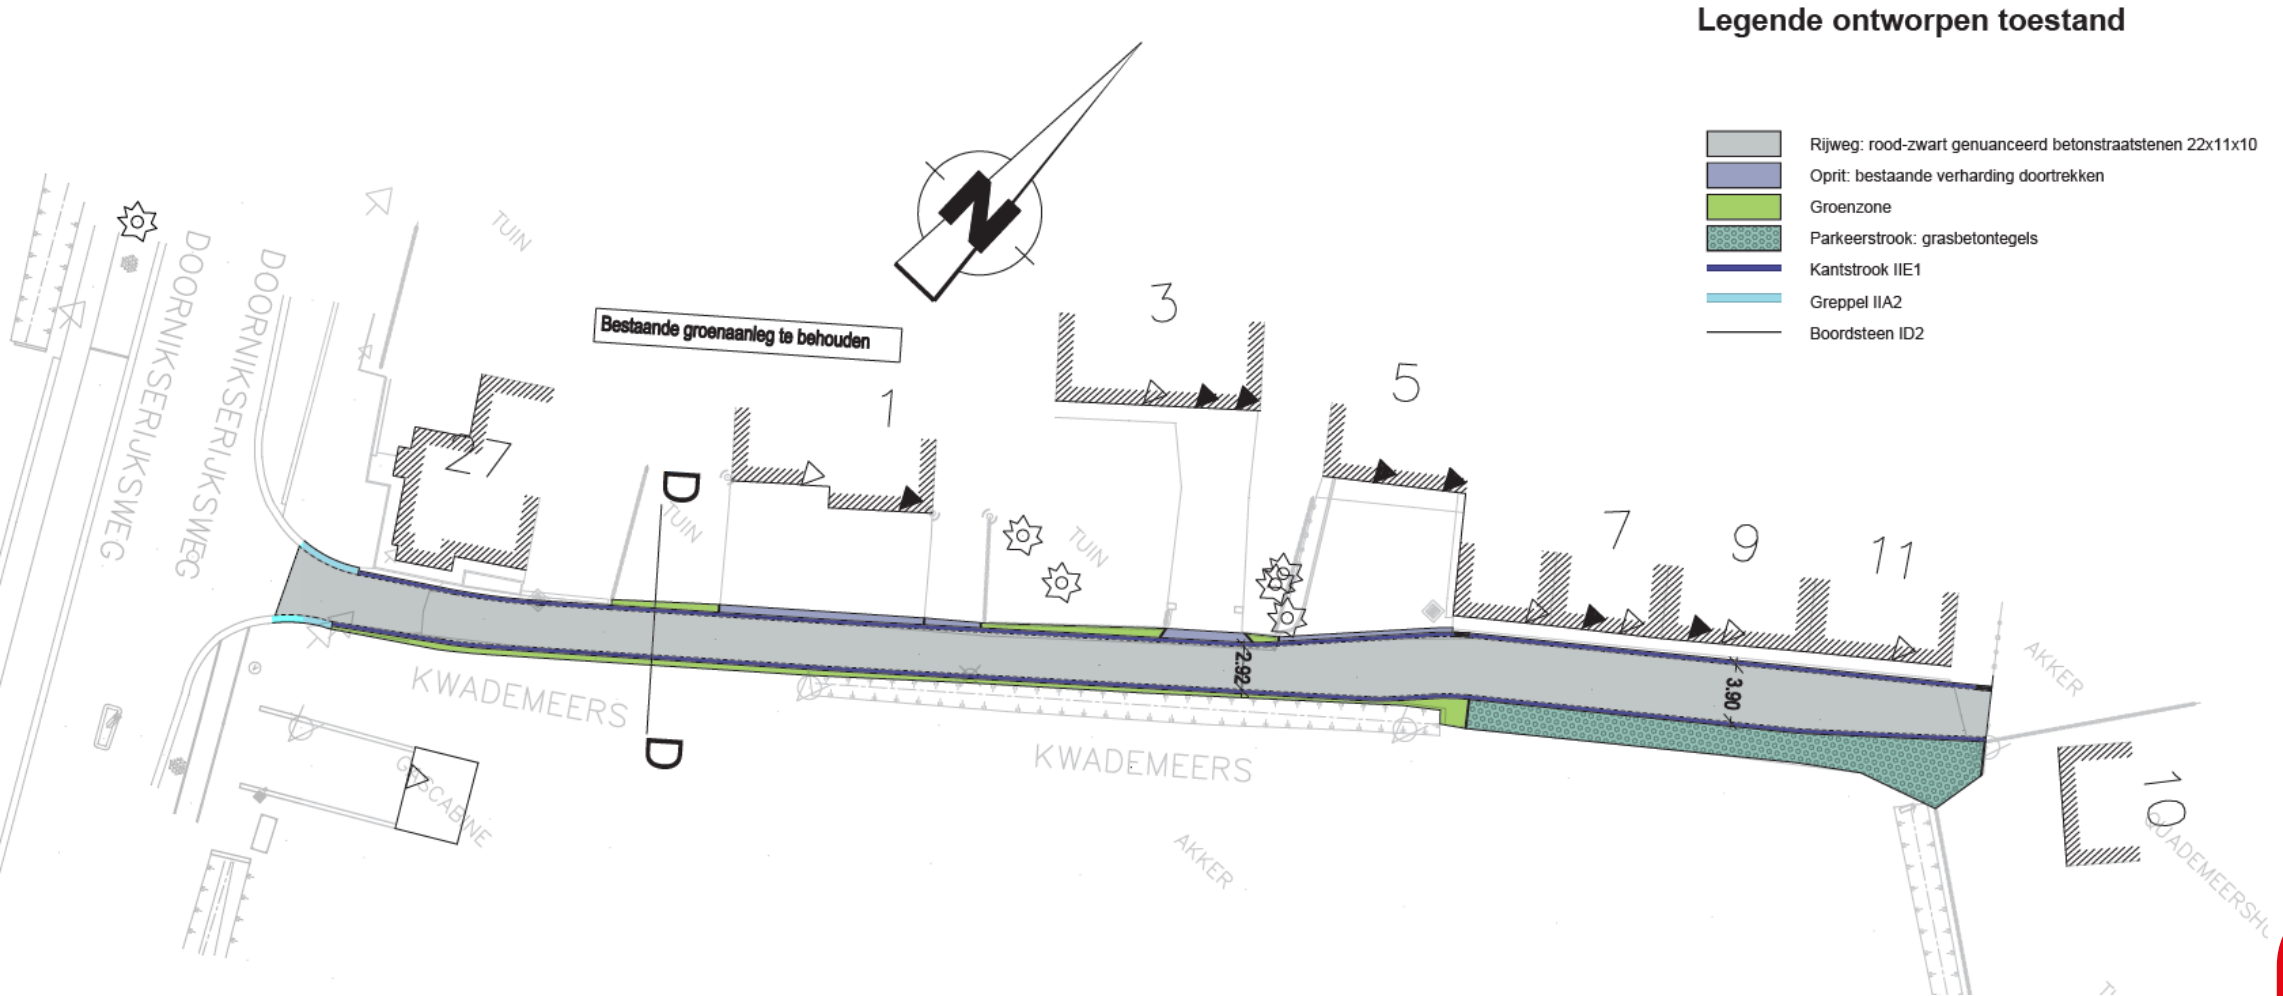 Legende ontworpen toestand
Rijweg: rood-zwart genuanceerd betonstraatstenen 22x11x10
Oprit: bestaande verharding doortrekken
Groenzone
Parkeerstrook: grasbetontegels
Kantstrook IIE1
Greppel IIA2
Boordsteen ID2
N
TUIN
DOORNIKSERIJKSWEG
DOORNIKSERIJKSWEG
Bestaande groenaanleg te behouden
3
5
1
27
D
TUIN
TUIN
7
9
11
2.92
3.90
AKKER
KWADEMEERS
D
KWADEMEERS
GASCABINE
10
AKKER